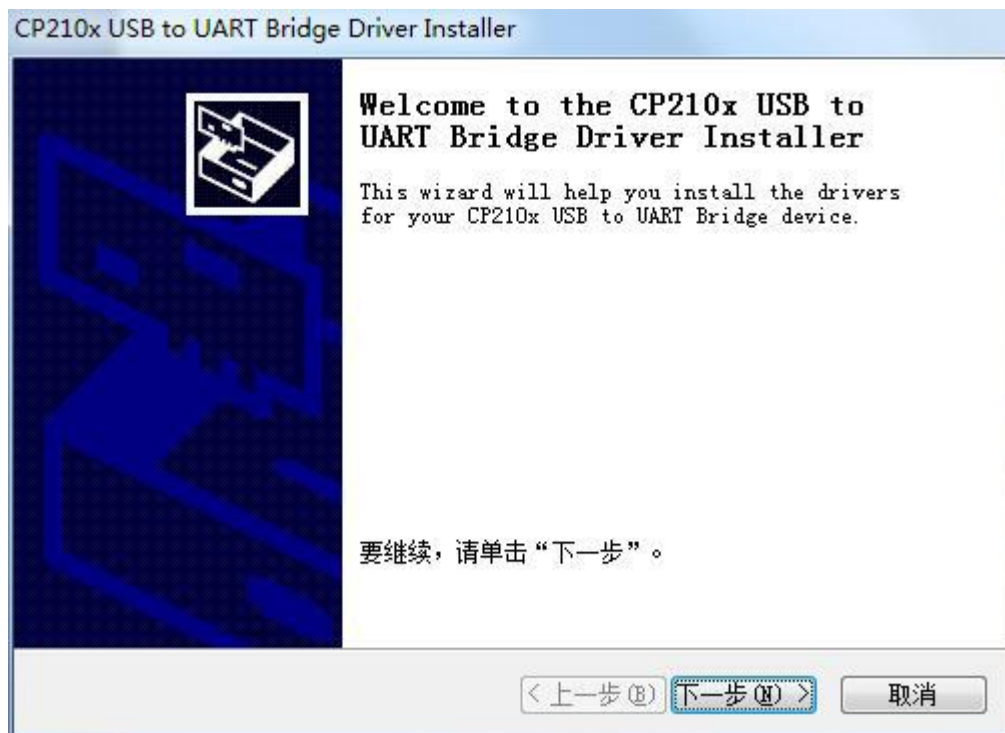 CP210x USB to UART Bridge Driver Installer
Welcome to the CP210x USB to
UART Bridge Driver Installer
This wizard will help you install the drivers
for your CP210x USB to UART Bridge device.
要继续，请单击“下一步”。
< 上一步(B)
下一步(N) >
取消